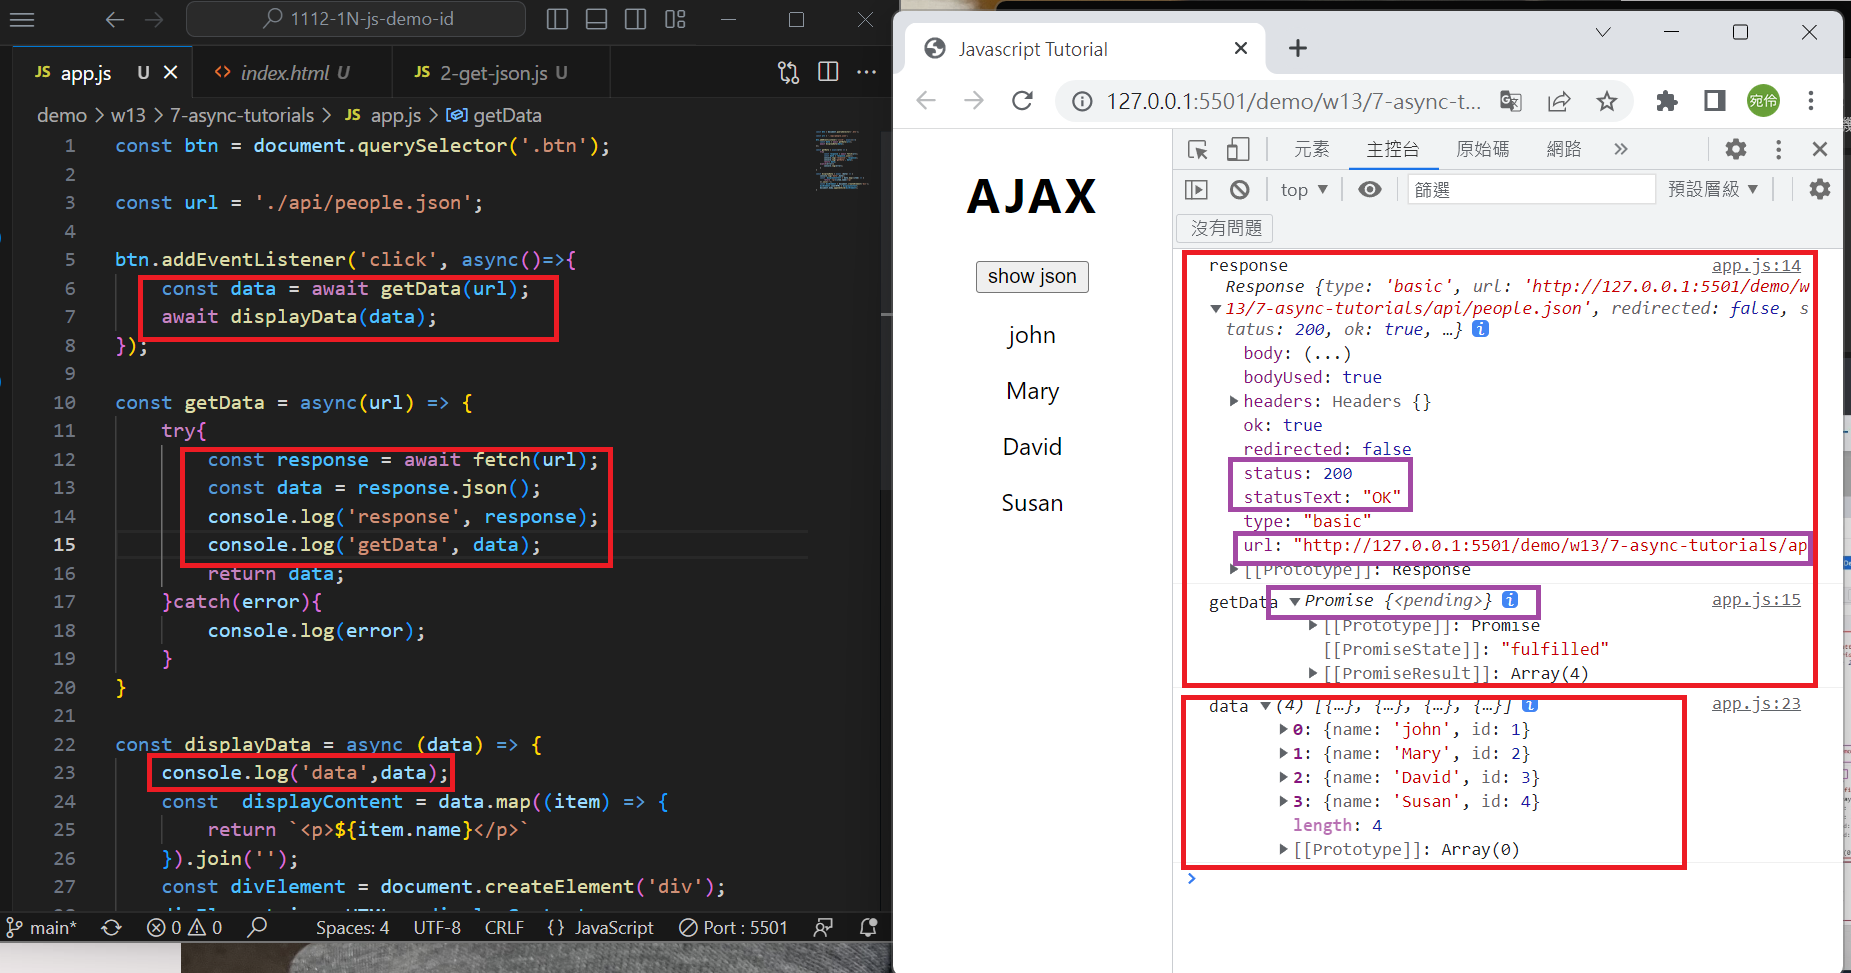 1112-1N-js-demo-id
JS app.js U
<> index.html U
JS 2-get-json.js U
demo > w13 > 7-async-tutorials > JS app.js > getData
1 const btn = document.querySelector('.btn');
2
3 const url = './api/people.json';
4
5 btn.addEventListener('click', async()=>{
6 const data = await getData(url);
7 await displayData(data);
8 });
9
10 const getData = async(url) => {
11 try{
12 const response = await fetch(url);
13 const data = response.json();
14 console.log('response', response);
15 console.log('getData', data);
16 return data;
17 }catch(error){
18 console.log(error);
19 }
20 }
21
22 const displayData = async (data) => {
23 console.log('data',data);
24 const displayContent = data.map((item) => {
25 return `<p>${item.name}</p>`
26 }).join('');
27 const divElement = document.createElement('div');
main* 0 0 Spaces: 4 UTF-8 CRLF {} JavaScript Port : 5501
Javascript Tutorial
127.0.0.1:5501/demo/w13/7-async-t...
宛伶
AJAX
show json
john
Mary
David
Susan
元素 主控台 原始碼 網路 »
top ▼ 篩選 預設層級 ▼
沒有問題
response app.js:14
Response {type: 'basic', url: 'http://127.0.0.1:5501/demo/w
13/7-async-tutorials/api/people.json', redirected: false, s
tatus: 200, ok: true, …}
body: (...)
bodyUsed: true
headers: Headers {}
ok: true
redirected: false
status: 200
statusText: "OK"
type: "basic"
url: "http://127.0.0.1:5501/demo/w13/7-async-tutorials/ap
[[Prototype]]: Response
getData Promise {<pending>} app.js:15
[[Prototype]]: Promise
[[PromiseState]]: "fulfilled"
[[PromiseResult]]: Array(4)
data (4) [{…}, {…}, {…}, {…}] app.js:23
0: {name: 'john', id: 1}
1: {name: 'Mary', id: 2}
2: {name: 'David', id: 3}
3: {name: 'Susan', id: 4}
length: 4
[[Prototype]]: Array(0)